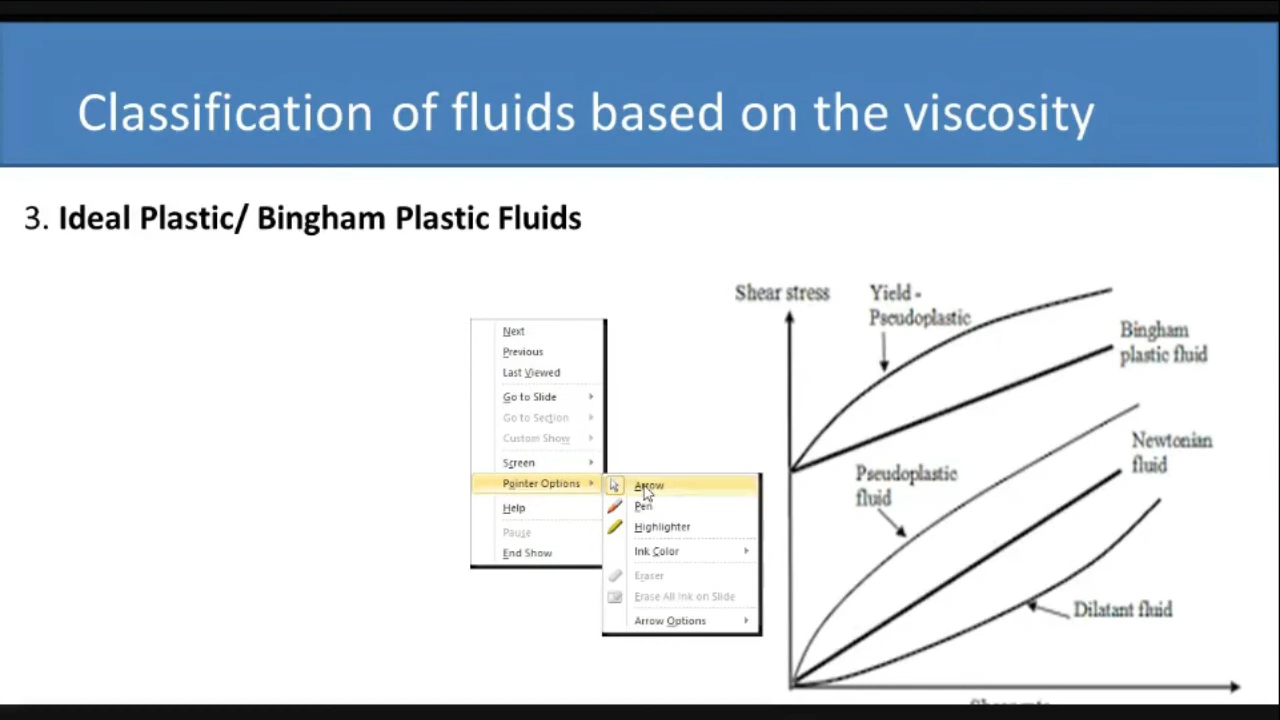 Classification of fluids based on the viscosity
3. Ideal Plastic/ Bingham Plastic Fluids
Next
Previous
Last Viewed
Go to Slide
Go to Section
Custom Show
Screen
Pointer Options
Help
Pause
End Show
Arrow
Pen
Highlighter
Ink Color
Eraser
Erase All Ink on Slide
Arrow Options
Shear stress
Yield -
Pseudoplastic
Bingham
plastic fluid
Newtonian
fluid
Pseudoplastic
fluid
Dilatant fluid